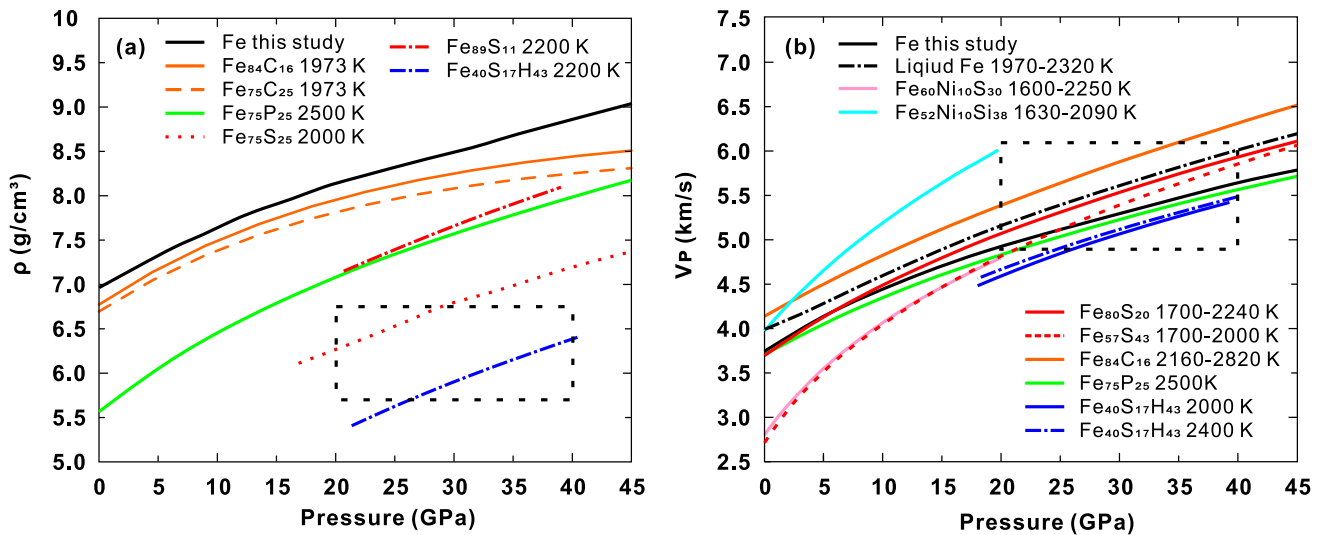 10
9.5
9.0
8.5
8.0
7.5
7.0
6.5
6.0
5.5
5.0
ρ (g/cm³)
(a)
Fe this study
Fe₈₄C₁₆ 1973 K
Fe₇₅C₂₅ 1973 K
Fe₇₅P₂₅ 2500 K
Fe₇₅S₂₅ 2000 K
Fe₈₉S₁₁ 2200 K
Fe₄₀S₁₇H₄₃ 2200 K
0 5 10 15 20 25 30 35 40 45
Pressure (GPa)
7.5
7.0
6.5
6.0
5.5
5.0
4.5
4.0
3.5
3.0
2.5
VP (km/s)
(b)
Fe this study
Liqiud Fe 1970-2320 K
Fe₆₀Ni₁₀S₃₀ 1600-2250 K
Fe₅₂Ni₁₀Si₃₈ 1630-2090 K
Fe₈₀S₂₀ 1700-2240 K
Fe₅₇S₄₃ 1700-2000 K
Fe₈₄C₁₆ 2160-2820 K
Fe₇₅P₂₅ 2500K
Fe₄₀S₁₇H₄₃ 2000 K
Fe₄₀S₁₇H₄₃ 2400 K
0 5 10 15 20 25 30 35 40 45
Pressure (GPa)